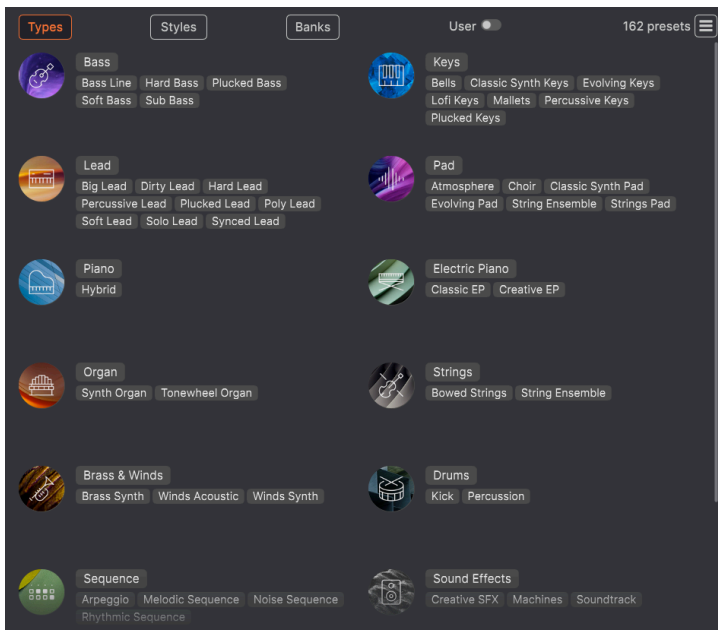 Types Styles Banks User 162 presets
Bass
Bass Line Hard Bass Plucked Bass
Soft Bass Sub Bass
Keys
Bells Classic Synth Keys Evolving Keys
Lofi Keys Mallets Percussive Keys
Plucked Keys
Lead
Big Lead Dirty Lead Hard Lead
Percussive Lead Plucked Lead Poly Lead
Soft Lead Solo Lead Synced Lead
Pad
Atmosphere Choir Classic Synth Pad
Evolving Pad String Ensemble Strings Pad
Piano
Hybrid
Electric Piano
Classic EP Creative EP
Organ
Synth Organ Tonewheel Organ
Strings
Bowed Strings String Ensemble
Brass & Winds
Brass Synth Winds Acoustic Winds Synth
Drums
Kick Percussion
Sequence
Arpeggio Melodic Sequence Noise Sequence
Rhythmic Sequence
Sound Effects
Creative SFX Machines Soundtrack